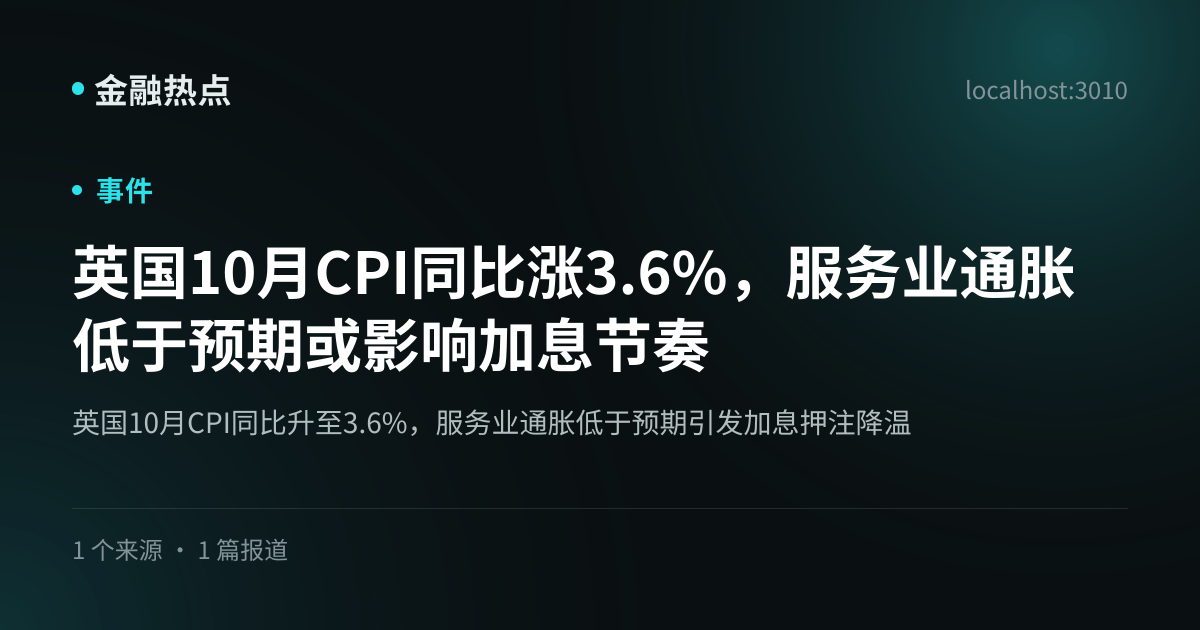 金融热点
localhost:3010
事件
英国10月CPI同比涨3.6%，服务业通胀
低于预期或影响加息节奏
英国10月CPI同比升至3.6%，服务业通胀低于预期引发加息押注降温
1 个来源 · 1 篇报道